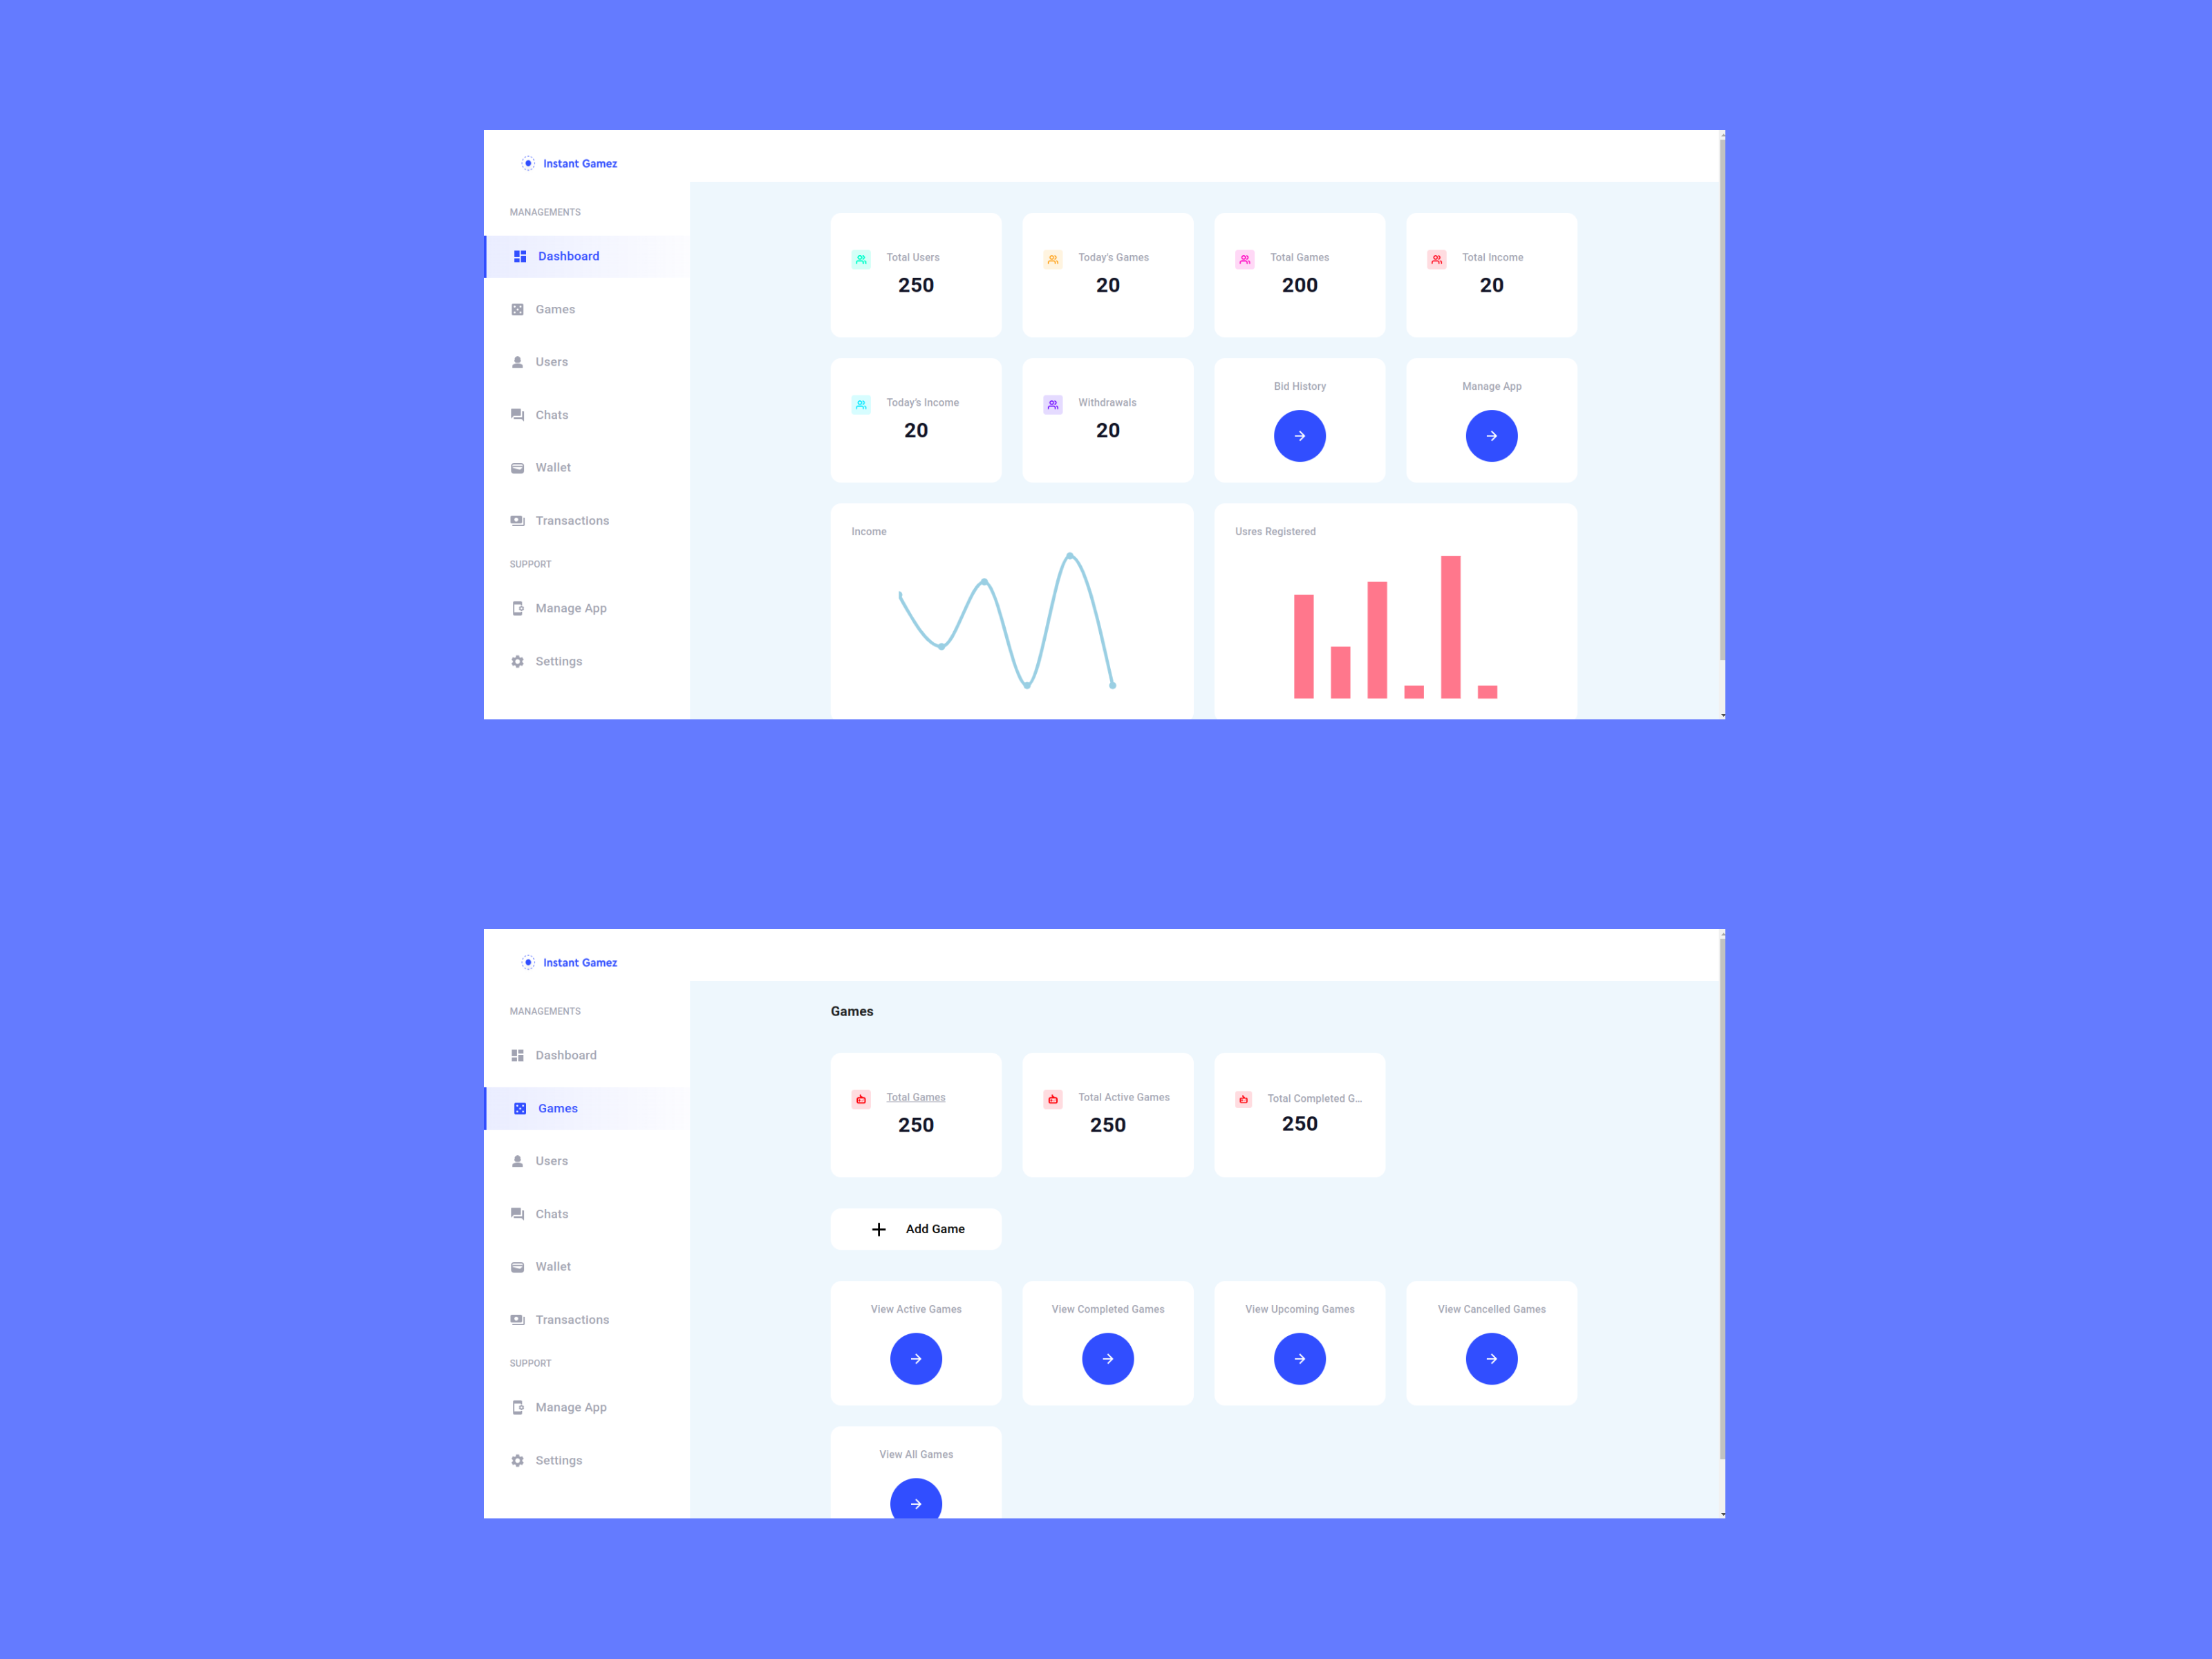 Instant Gamez
MANAGEMENTS
Dashboard
Games
Users
Chats
Wallet
Transactions
SUPPORT
Manage App
Settings
Total Users
250
Today's Games
20
Total Games
200
Total Income
20
Today's Income
20
Withdrawals
20
Bid History
Manage App
Income
Usres Registered
Instant Gamez
MANAGEMENTS
Dashboard
Games
Users
Chats
Wallet
Transactions
SUPPORT
Manage App
Settings
Games
Total Games
250
Total Active Games
250
Total Completed G...
250
Add Game
View Active Games
View Completed Games
View Upcoming Games
View Cancelled Games
View All Games